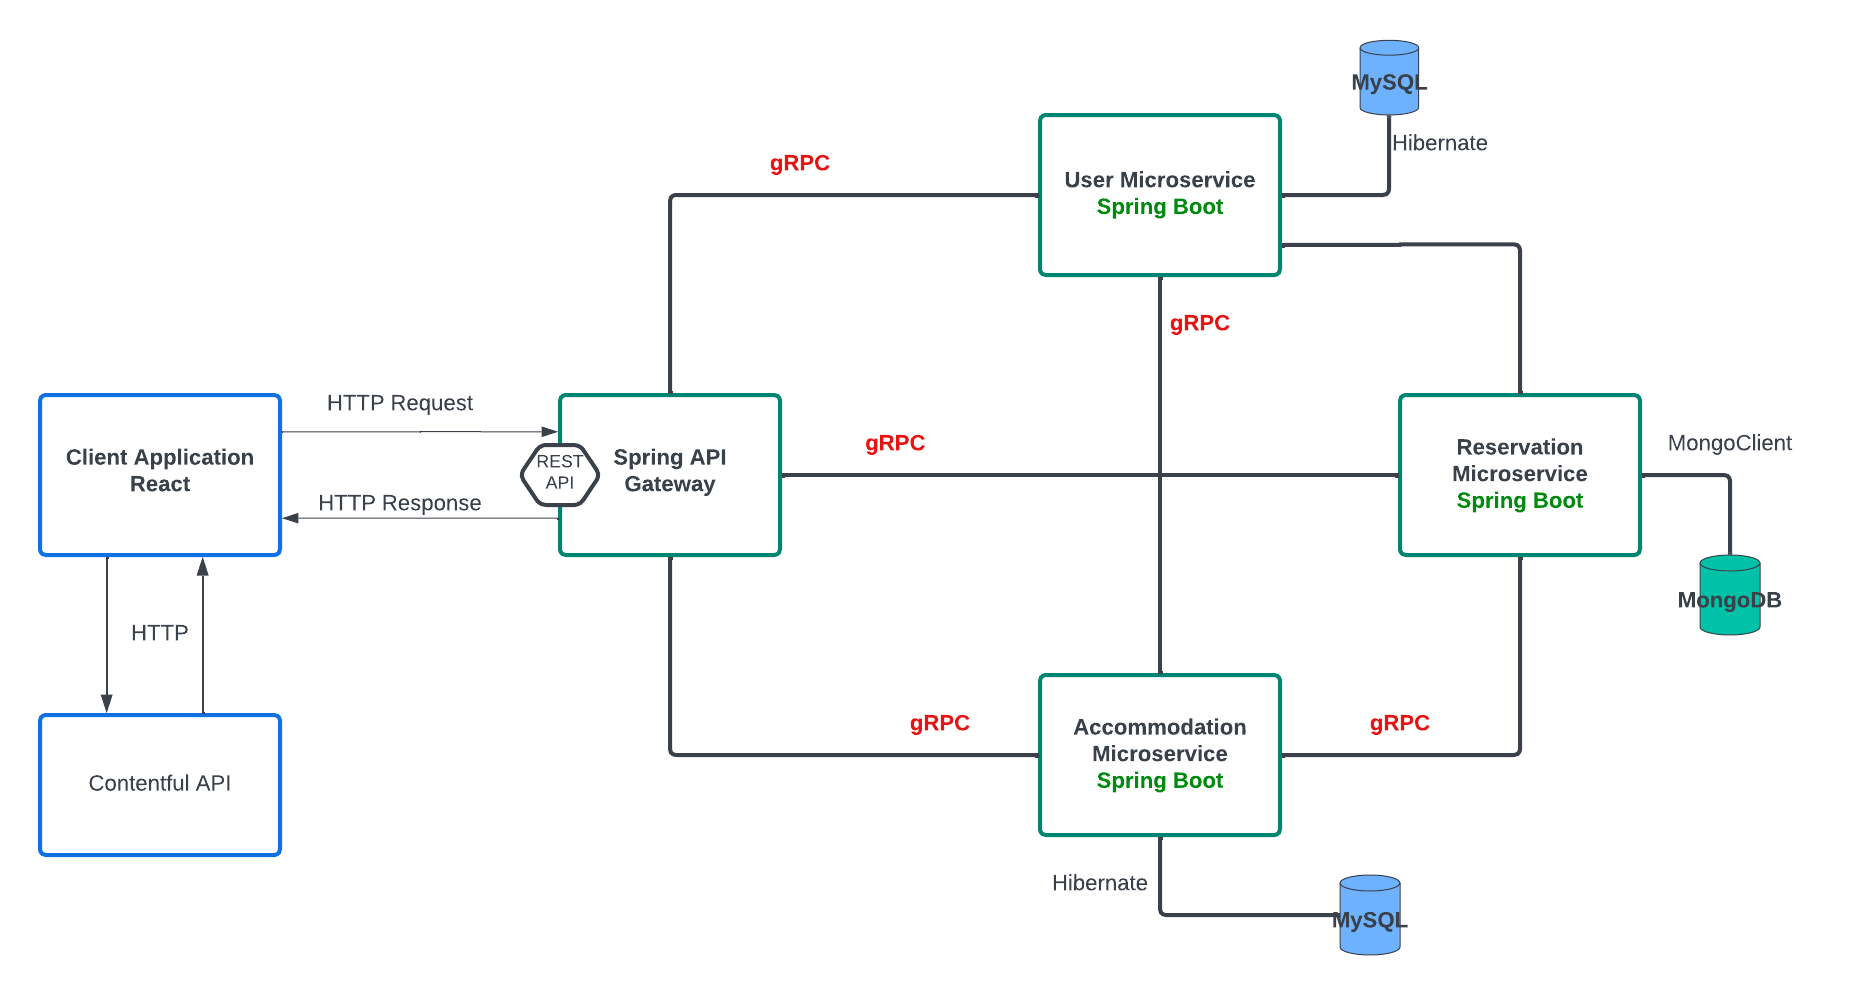 MySQL
Hibernate
gRPC
User Microservice
Spring Boot
gRPC
HTTP Request
Client Application
React
REST
API
Spring API
Gateway
HTTP Response
gRPC
Reservation
Microservice
Spring Boot
MongoClient
MongoDB
HTTP
Contentful API
gRPC
Accommodation
Microservice
Spring Boot
gRPC
Hibernate
MySQL